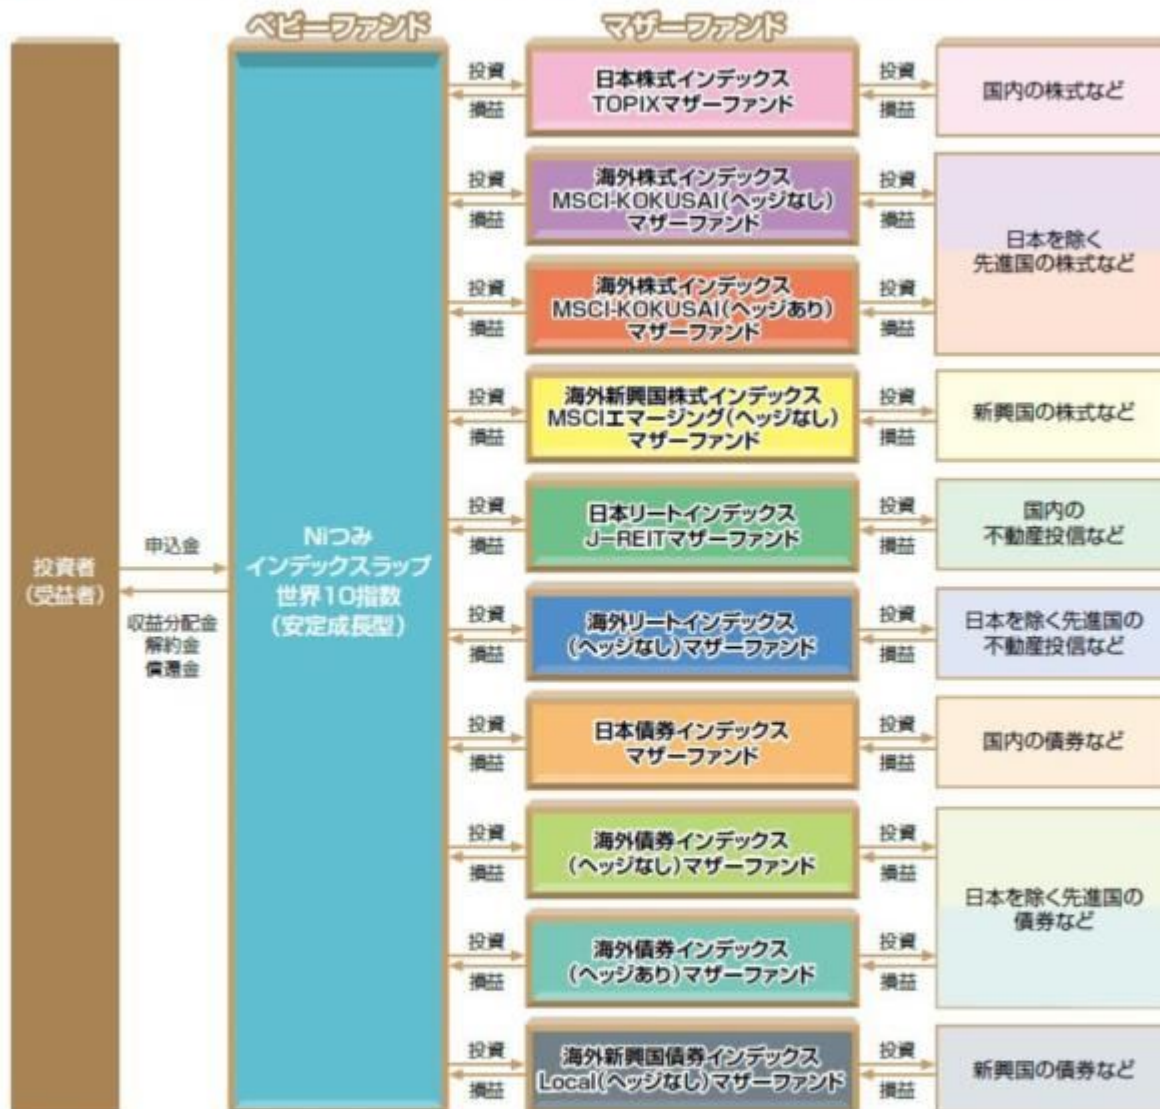 ベビーファンド
マザーファンド
投資者
(受益者)
申込金
収益分配金
解約金
償還金
Niつみ
インデックスラップ
世界10指数
(安定成長型)
投資
損益
日本株式インデックス
TOPIXマザーファンド
投資
損益
国内の株式など
投資
損益
海外株式インデックス
MSCI-KOKUSAI(ヘッジなし)
マザーファンド
投資
損益
日本を除く
先進国の株式など
投資
損益
海外株式インデックス
MSCI-KOKUSAI(ヘッジあり)
マザーファンド
投資
損益
投資
損益
海外新興国株式インデックス
MSCIエマージング(ヘッジなし)
マザーファンド
投資
損益
新興国の株式など
投資
損益
日本リートインデックス
J-REITマザーファンド
投資
損益
国内の
不動産投信など
投資
損益
海外リートインデックス
(ヘッジなし)マザーファンド
投資
損益
日本を除く先進国の
不動産投信など
投資
損益
日本債券インデックス
マザーファンド
投資
損益
国内の債券など
投資
損益
海外債券インデックス
(ヘッジなし)マザーファンド
投資
損益
日本を除く先進国の
債券など
投資
損益
海外債券インデックス
(ヘッジあり)マザーファンド
投資
損益
投資
損益
海外新興国債券インデックス
Local(ヘッジなし)マザーファンド
投資
損益
新興国の債券など